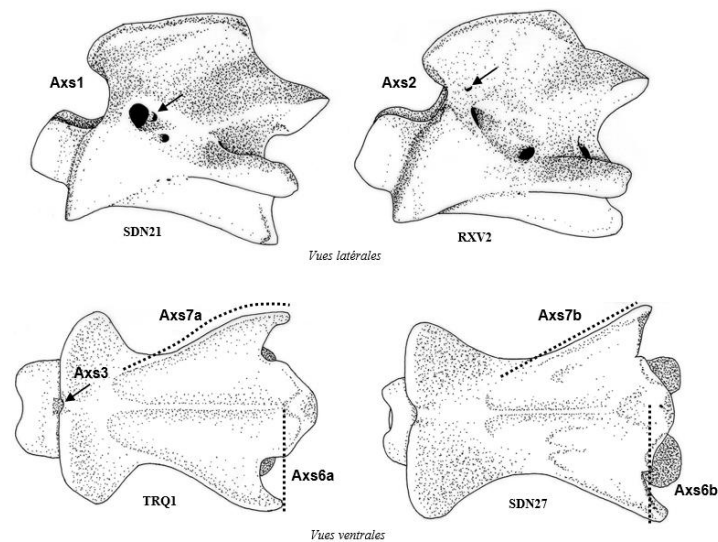 Axs1
Axs2
SDN21
RXV2
Vues latérales
Axs7a
Axs7b
Axs3
Axs6a
Axs6b
TRQ1
SDN27
Vues ventrales